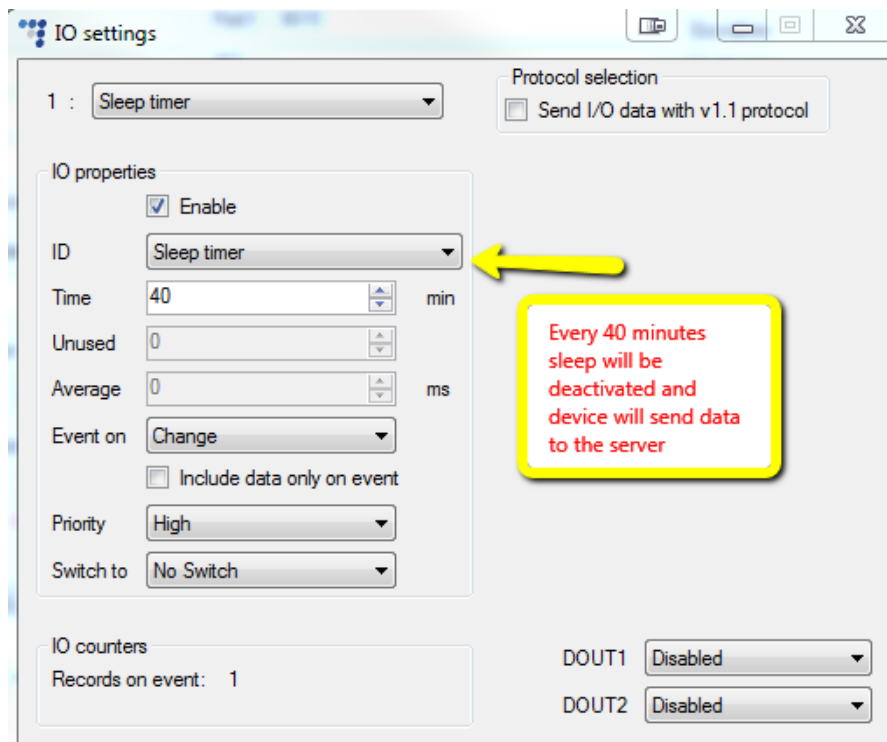 IO settings
1 : Sleep timer
Protocol selection
Send I/O data with v1.1 protocol
IO properties
Enable
ID Sleep timer
Time 40 min
Unused 0
Average 0 ms
Event on Change
Include data only on event
Priority High
Switch to No Switch
Every 40 minutes
sleep will be
deactivated and
device will send data
to the server
IO counters
Records on event: 1
DOUT1 Disabled
DOUT2 Disabled